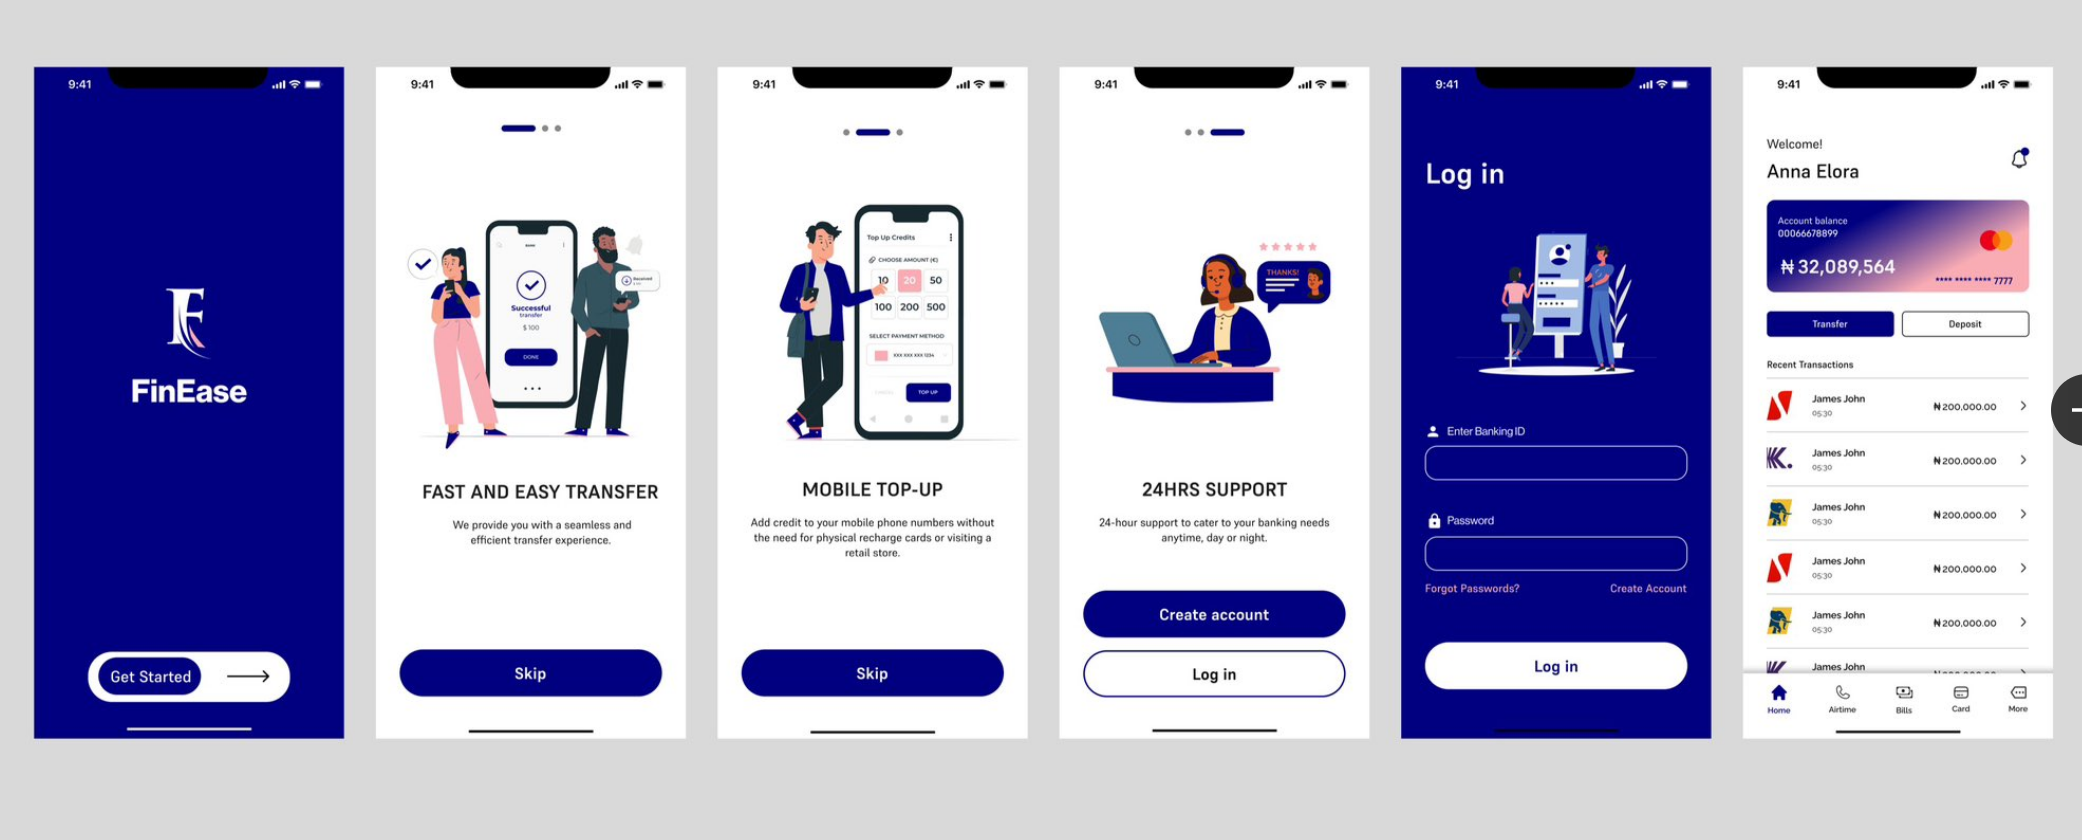 9:41
FinEase
Get Started
9:41
Successful
transfer
$ 100
DONE
Received
FAST AND EASY TRANSFER
We provide you with a seamless and
efficient transfer experience.
Skip
9:41
Top Up Credits
CHOOSE AMOUNT (€)
10 20 50
100 200 500
SELECT PAYMENT METHOD
XXX XXX XXX 1234
TOP UP
MOBILE TOP-UP
Add credit to your mobile phone numbers without
the need for physical recharge cards or visiting a
retail store.
Skip
9:41
THANKS!
24HRS SUPPORT
24-hour support to cater to your banking needs
anytime, day or night.
Create account
Log in
9:41
Log in
Enter Banking ID
Password
Forgot Passwords?
Create Account
Log in
9:41
Welcome!
Anna Elora
Account balance
00066678899
₦ 32,089,564
**** **** **** 7777
Transfer
Deposit
Recent Transactions
James John
05:30
₦200,000.00
James John
05:30
₦200,000.00
James John
05:30
₦200,000.00
James John
05:30
₦200,000.00
James John
05:30
₦200,000.00
James John
Home
Airtime
Bills
Card
More